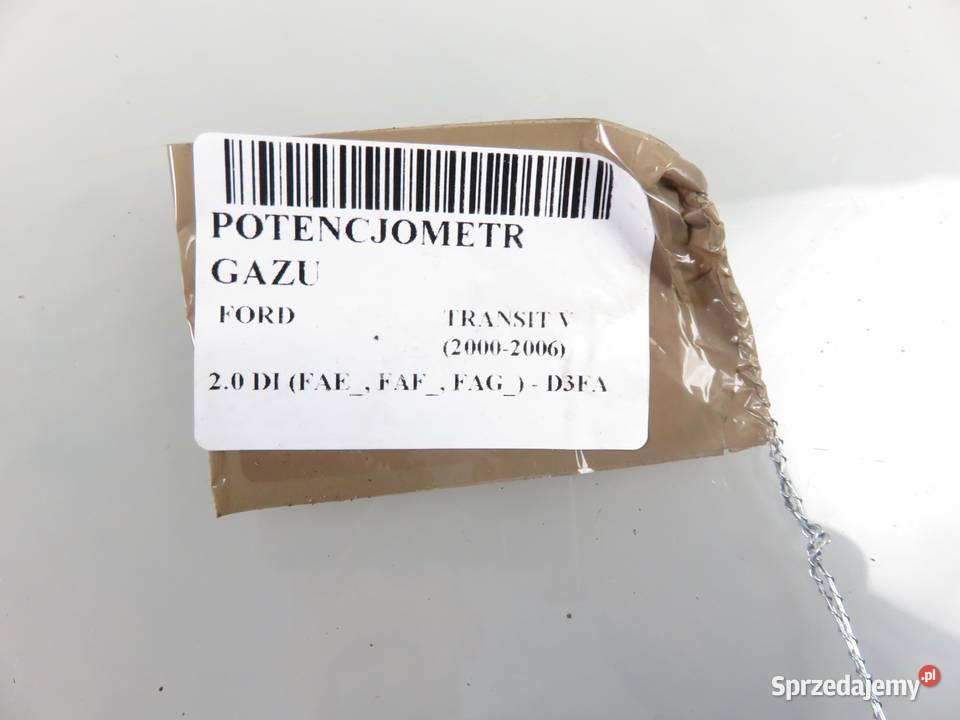 POTENCJOMETR
GAZU
FORD TRANSIT V
(2000-2006)
2.0 DI (FAE_, FAF_, FAG_) - D3FA
Sprzedajemy.pl